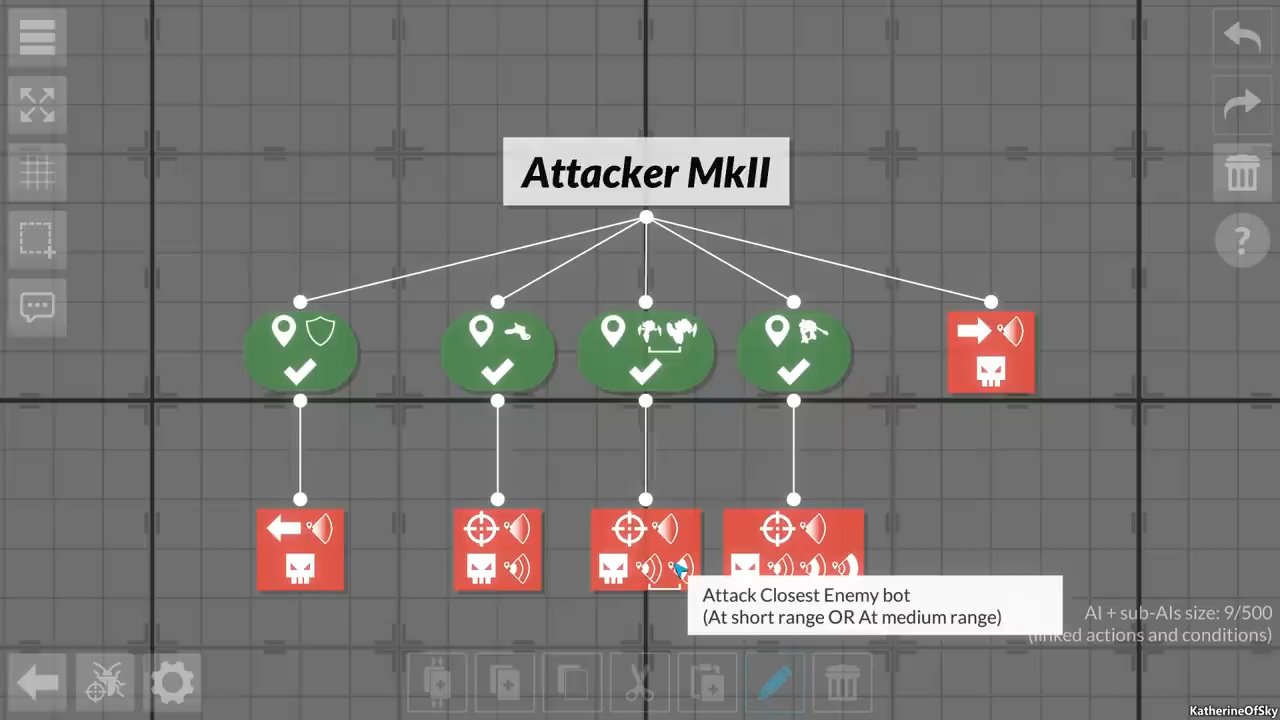 Attacker MkII
Attack Closest Enemy bot
(At short range OR At medium range)
AI + sub-AIs size: 9/500
(linked actions and conditions)
?
KatherineOfSky